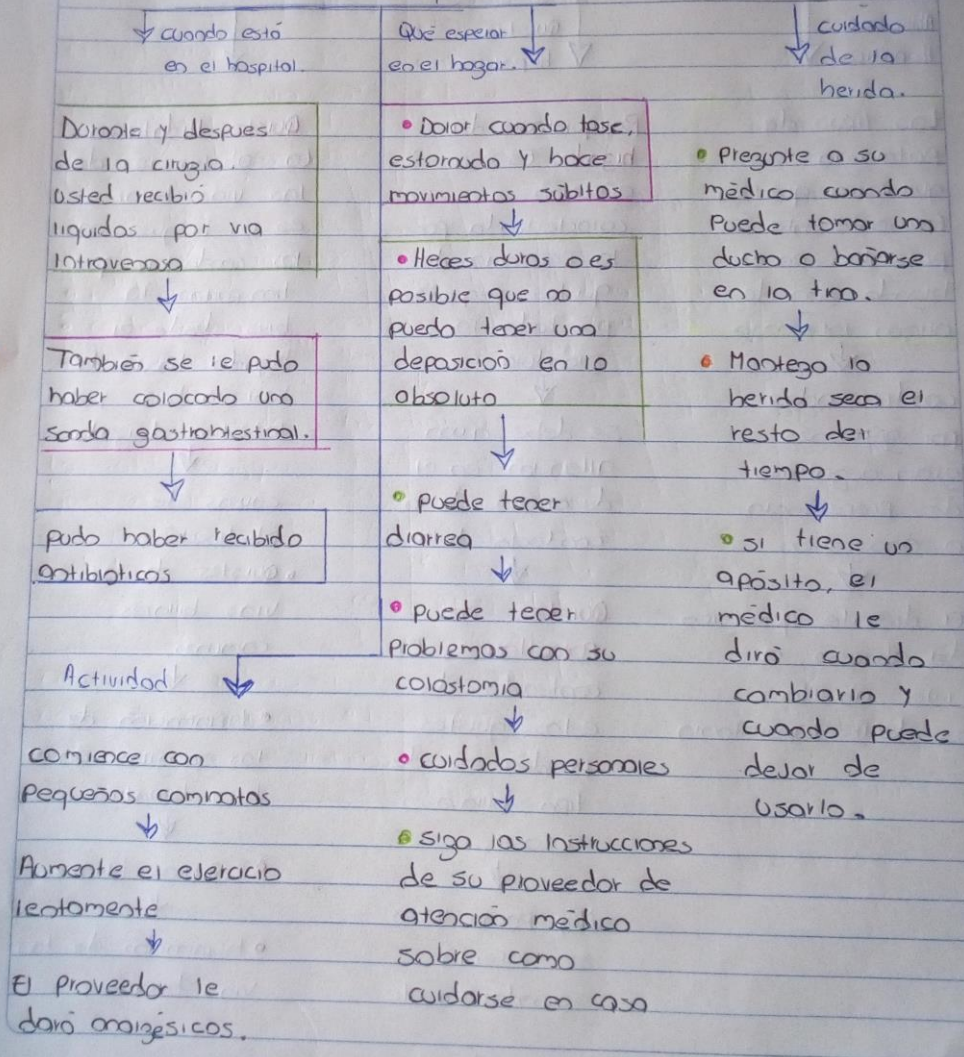 cuando está
en el hospital.
Durante y despues
de la cirugia.
usted recibió
liquidos por via
Intravenosa
También se le pudo
haber colocado una
sonda gastrointestinal.
pudo haber recibido
antibióticos
Actividad
comience con
Pequeños caminatas
Aumente el ejercicio
lentamente
El Proveedor le
dará analgésicos.
Qué esperar
en el hogar.
• Dolor cuando tose,
estornudo y hace
movimientos súbitos
• Heces duras o es
posible que no
puedo tener una
deposición en lo
absoluto
• puede tener
diarrea
• puede tener
Problemas con su
colostomia
• cuidados personales
• siga las Instrucciones
de su proveedor de
atención médico
sobre como
cuidarse en casa
cuidado
de la
herida.
• Pregunte a su
médico cuando
Puede tomar una
ducha o bañarse
en la tina.
• Mantega la
herida seca el
resto del
tiempo.
• si tiene un
apósito, el
médico le
dirá cuando
cambiarlo y
cuando puede
dejar de
usarlo.